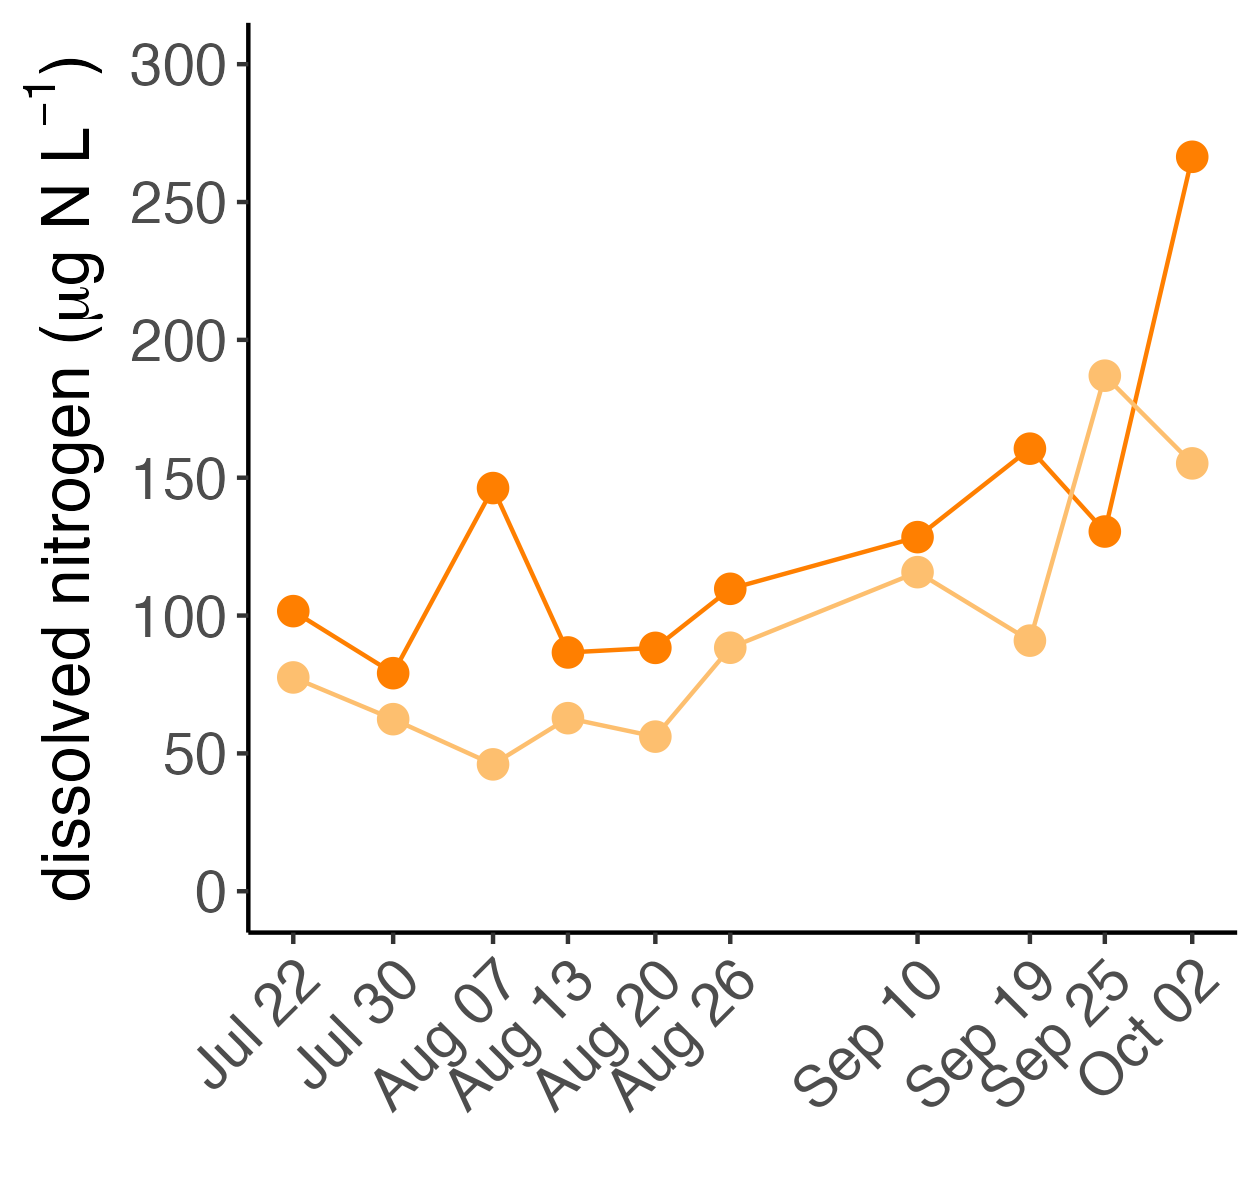 dissolved nitrogen (μg N L⁻¹)
300
250
200
150
100
50
0
Jul 22
Jul 30
Aug 07
Aug 13
Aug 20
Aug 26
Sep 10
Sep 19
Sep 25
Oct 02